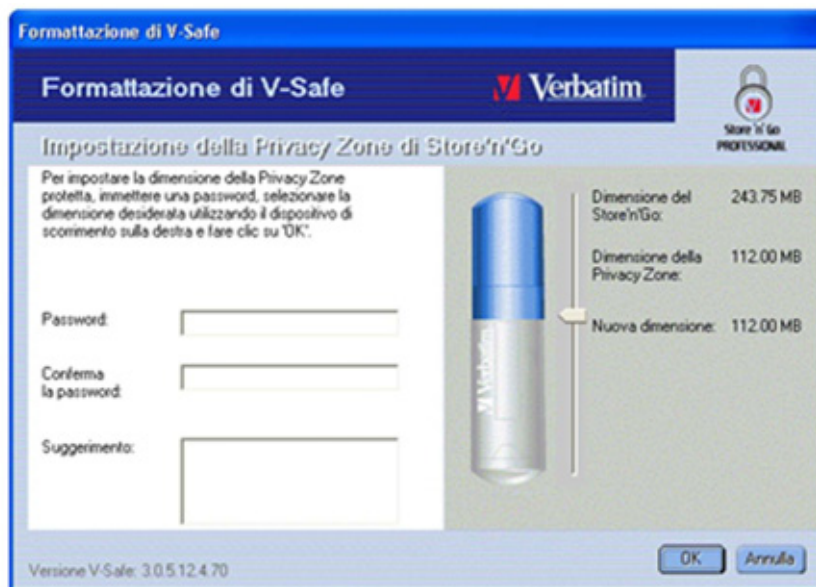 Formattazione di V-Safe
Formattazione di V-Safe
Verbatim
Store 'n' Go
PROFESSIONAL
Impostazione della Privacy Zone di Store'n'Go
Per impostare la dimensione della Privacy Zone
protetta, immettere una password, selezionare la
dimensione desiderata utilizzando il dispositivo di
scorrimento sulla destra e fare clic su "OK".
Password:
Conferma
la password:
Suggerimento:
Verbatim
Dimensione del
Store'n'Go:
243.75 MB
Dimensione della
Privacy Zone:
112.00 MB
Nuova dimensione:
112.00 MB
Versione V-Safe: 3.0.5.12.4.70
OK
Annulla